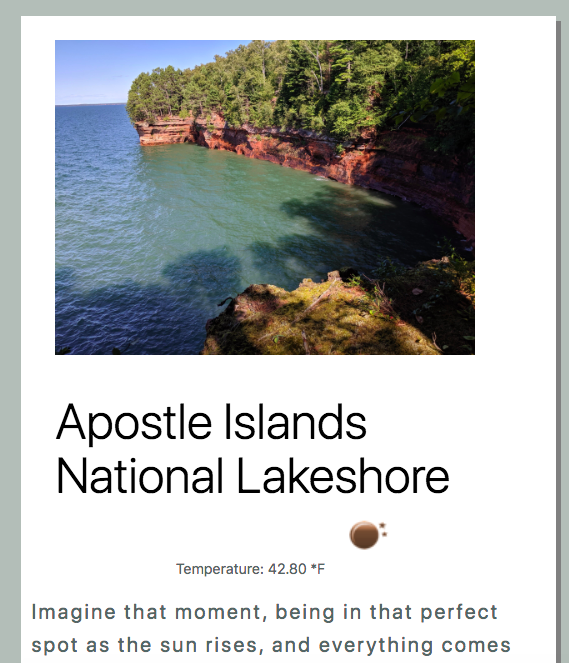 Apostle Islands
National Lakeshore
Temperature: 42.80 *F
Imagine that moment, being in that perfect
spot as the sun rises, and everything comes